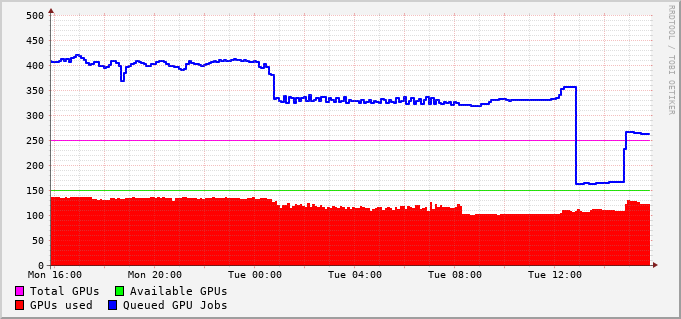 500
450
400
350
300
250
200
150
100
50
0
Mon 16:00 Mon 20:00 Tue 00:00 Tue 04:00 Tue 08:00 Tue 12:00
Total GPUs Available GPUs
GPUs used Queued GPU Jobs
RRDTOOL / TOBI OETIKER